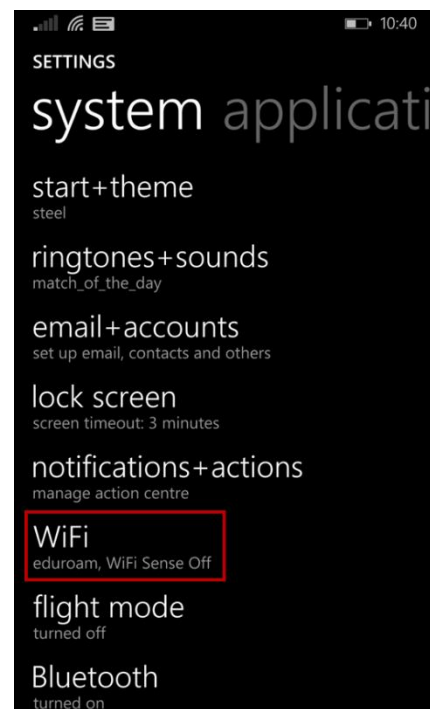 10:40
SETTINGS
system applicati
start+theme
steel
ringtones+sounds
match_of_the_day
email+accounts
set up email, contacts and others
lock screen
screen timeout: 3 minutes
notifications+actions
manage action centre
WiFi
eduroam, WiFi Sense Off
flight mode
turned off
Bluetooth
turned on